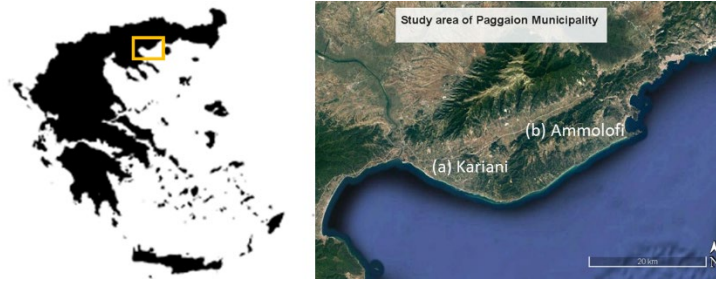 Study area of Paggaion Municipality
(b) Ammolofi
(a) Kariani
20 km
N